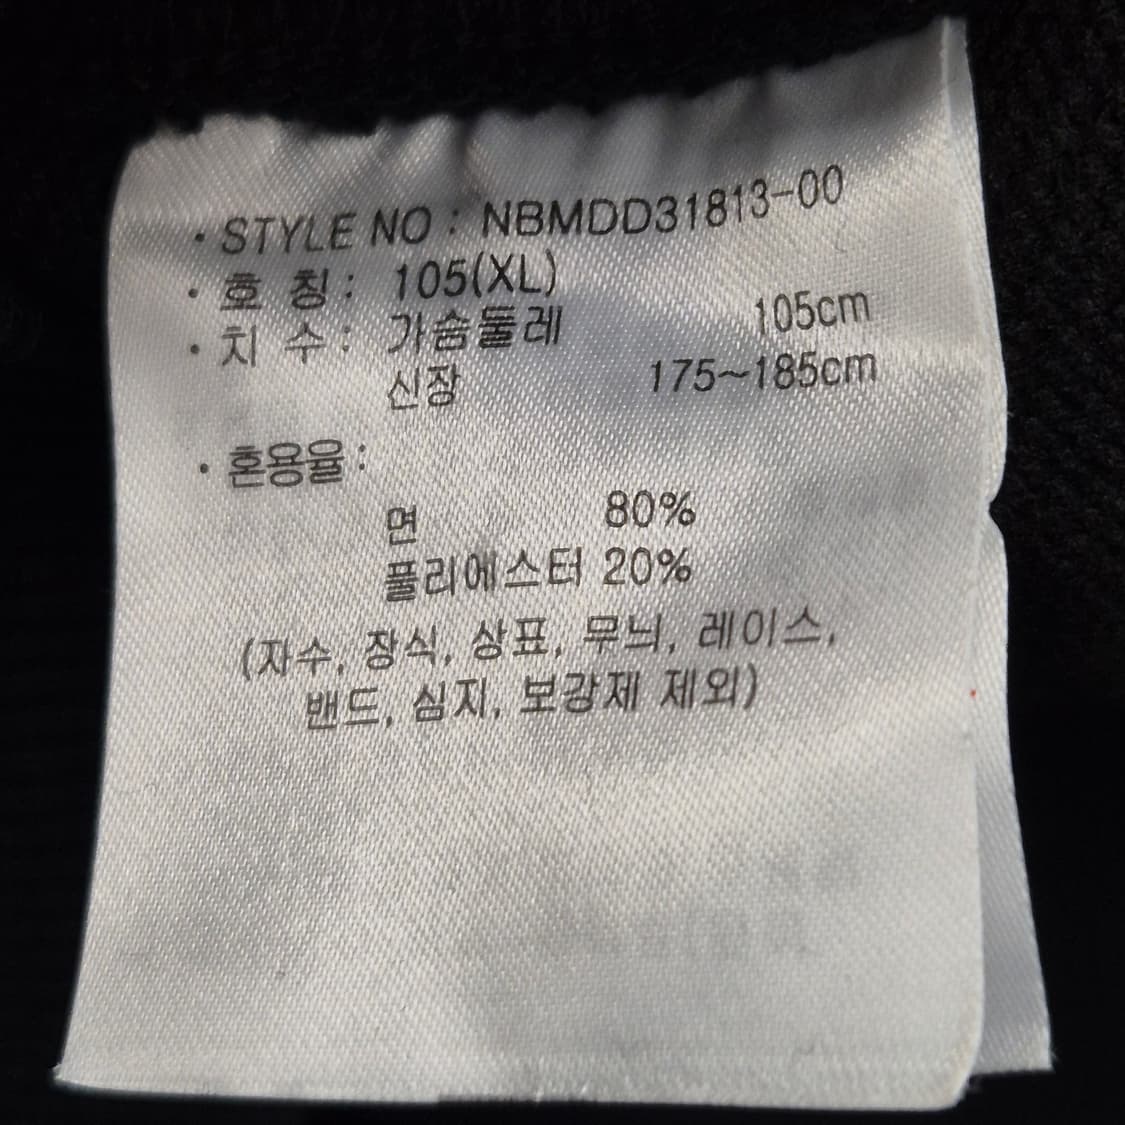 · STYLE NO : NBMDD31813-00
· 호 칭 : 105(XL)
· 치 수 : 가슴둘레 105cm
신장 175~185cm
· 혼용율 :
면 80%
폴리에스터 20%
(자수, 장식, 상표, 무늬, 레이스,
밴드, 심지, 보강제 제외)